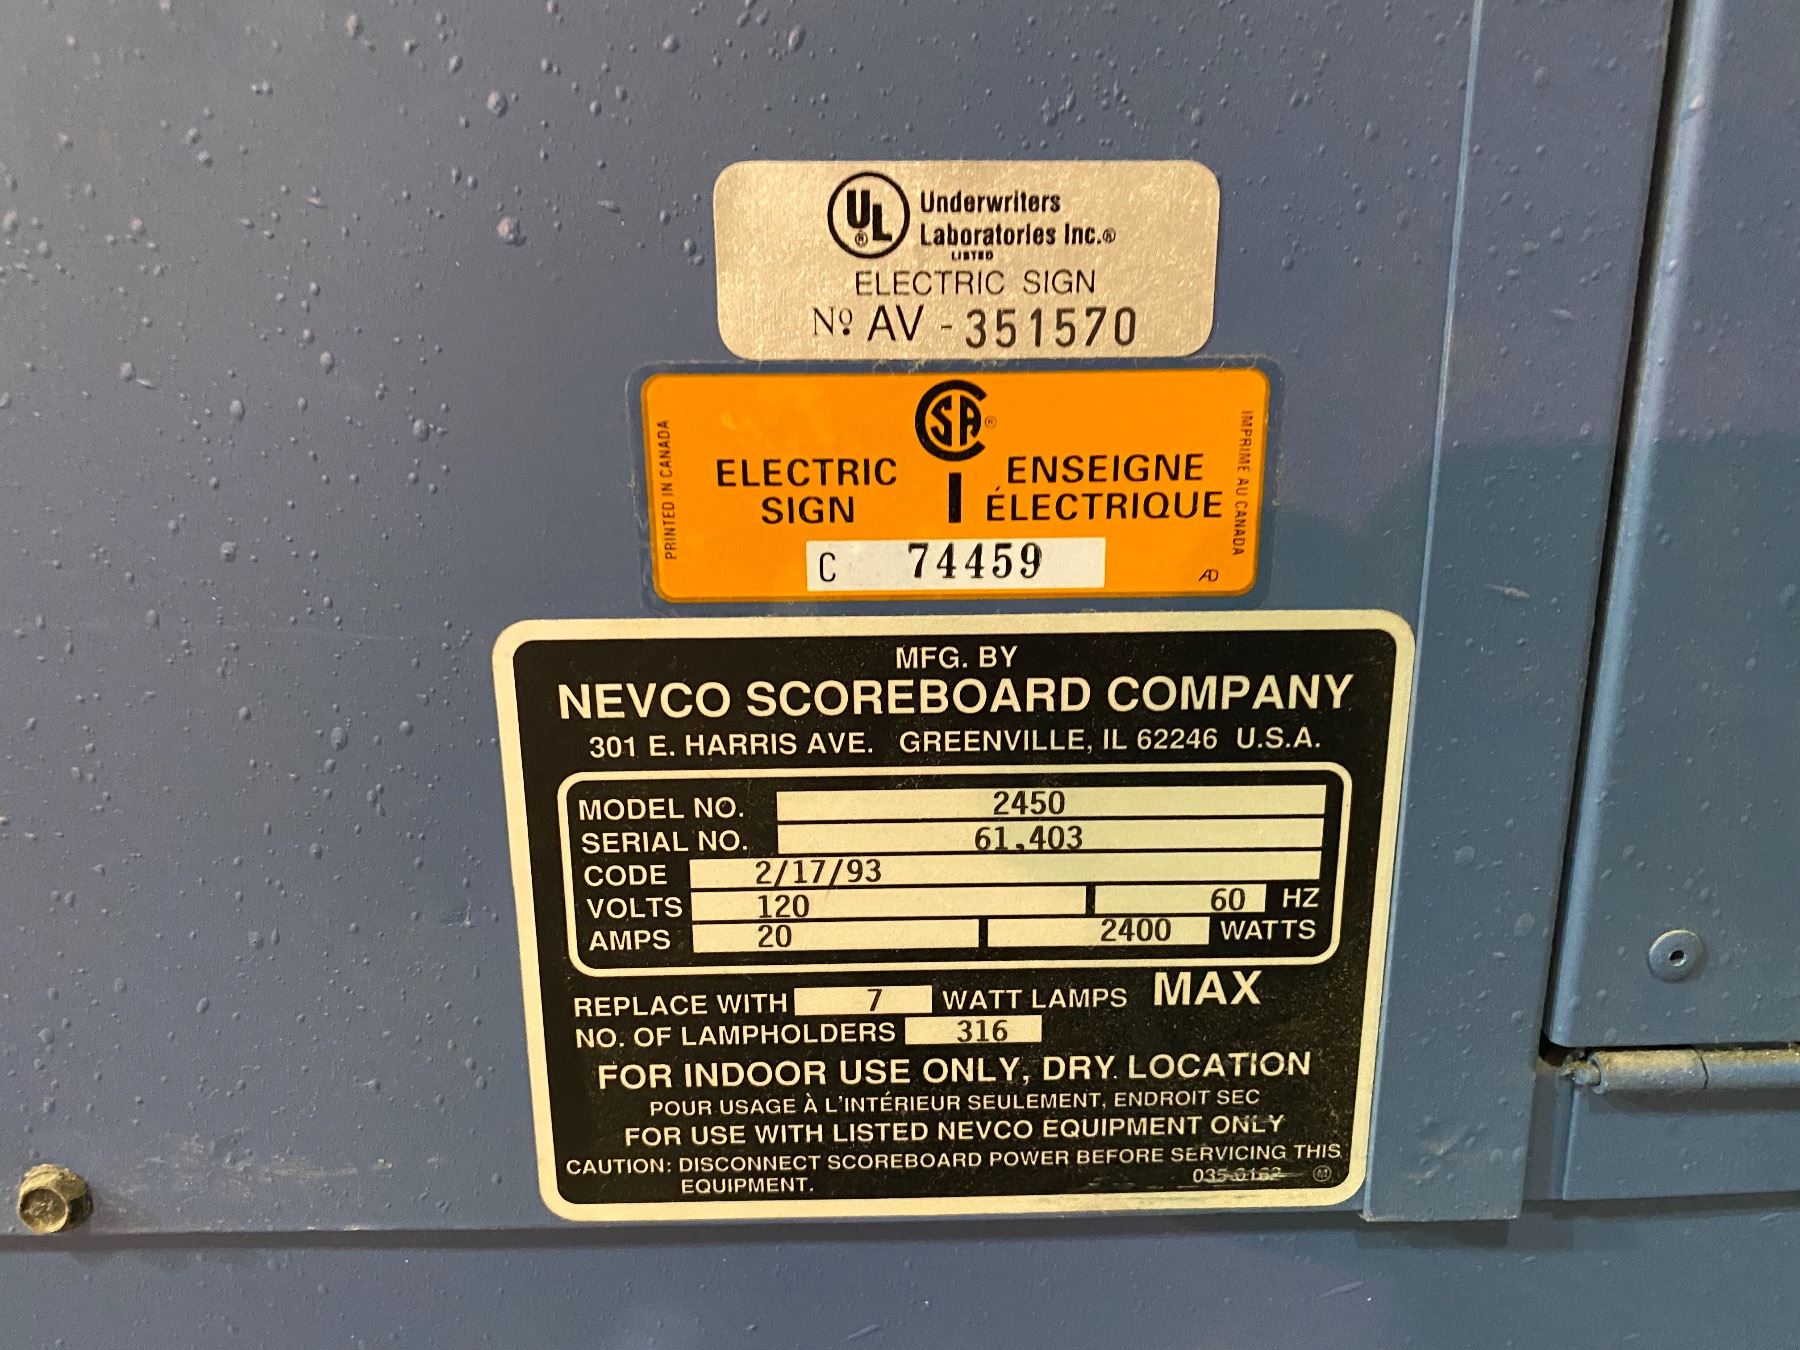 UL ® Underwriters
Laboratories Inc.®
LISTED
ELECTRIC SIGN
Nº AV - 351570
CSA ®
PRINTED IN CANADA
ELECTRIC ENSEIGNE
SIGN ÉLECTRIQUE
IMPRIMÉ AU CANADA
C 74459
MFG. BY
NEVCO SCOREBOARD COMPANY
301 E. HARRIS AVE. GREENVILLE, IL 62246 U.S.A.
MODEL NO. 2450
SERIAL NO. 61,403
CODE 2/17/93
VOLTS 120 60 HZ
AMPS 20 2400 WATTS
REPLACE WITH 7 WATT LAMPS MAX
NO. OF LAMPHOLDERS 316
FOR INDOOR USE ONLY, DRY LOCATION
POUR USAGE À L'INTÉRIEUR SEULEMENT, ENDROIT SEC
FOR USE WITH LISTED NEVCO EQUIPMENT ONLY
CAUTION: DISCONNECT SCOREBOARD POWER BEFORE SERVICING THIS
EQUIPMENT.